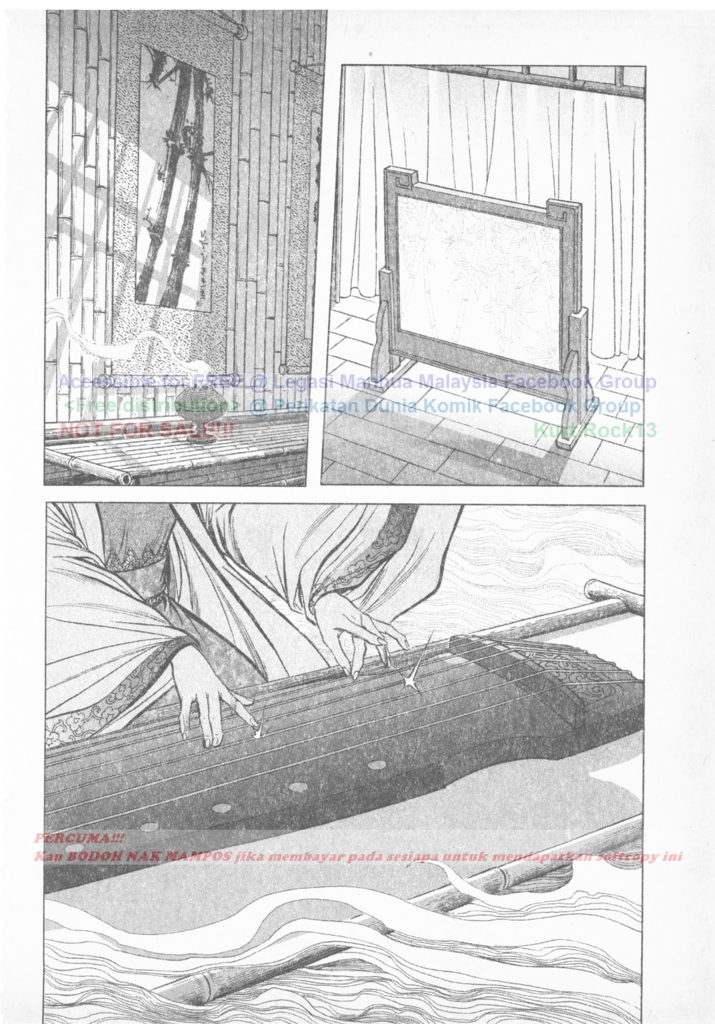 Accessible for FREE @ Legasi Manhua Malaysia Facebook Group
<Free distribution> @ Perikatan Dunia Komik Facebook Group
NOT FOR SALE!!! Kurt Rock13
PERCUMA!!!
Kau BODOH NAK MAMPOS jika membayar pada sesiapa untuk mendapatkan softcopy ini